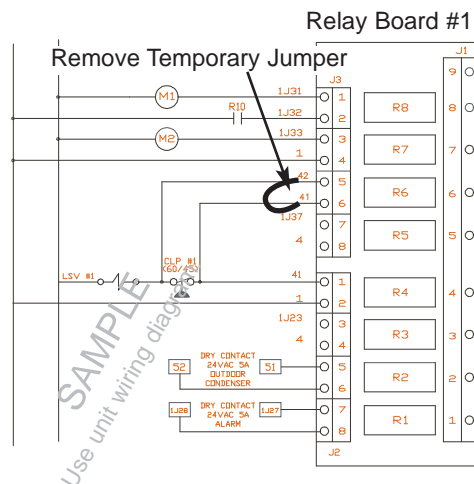 Relay Board #1
Remove Temporary Jumper
J1
J3
9
M1
1J31
1
R10
1J32
2
R8
8
M2
1J33
3
1
4
R7
7
42
5
41
6
R6
6
1J37
7
4
8
R5
5
CLP #1
(60/45)
LSV #1
41
1
1
2
R4
4
1J23
3
4
4
R3
3
52
DRY CONTACT
24VAC 5A
OUTDOOR
CONDENSER
51
5
6
R2
2
1J28
DRY CONTACT
24VAC 5A
ALARM
1J27
7
8
R1
1
J2
SAMPLE
Use unit wiring diagram